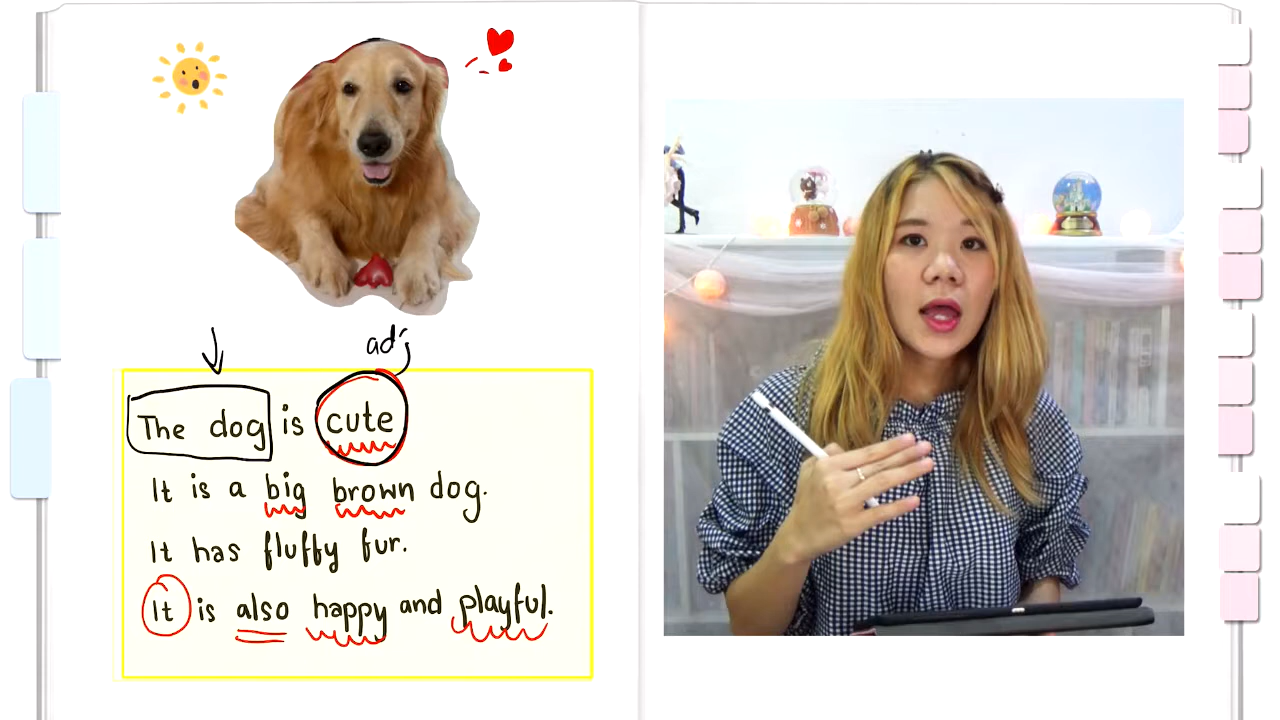 adj
The dog is cute
It is a big brown dog.
It has fluffy fur.
It is also happy and playful.